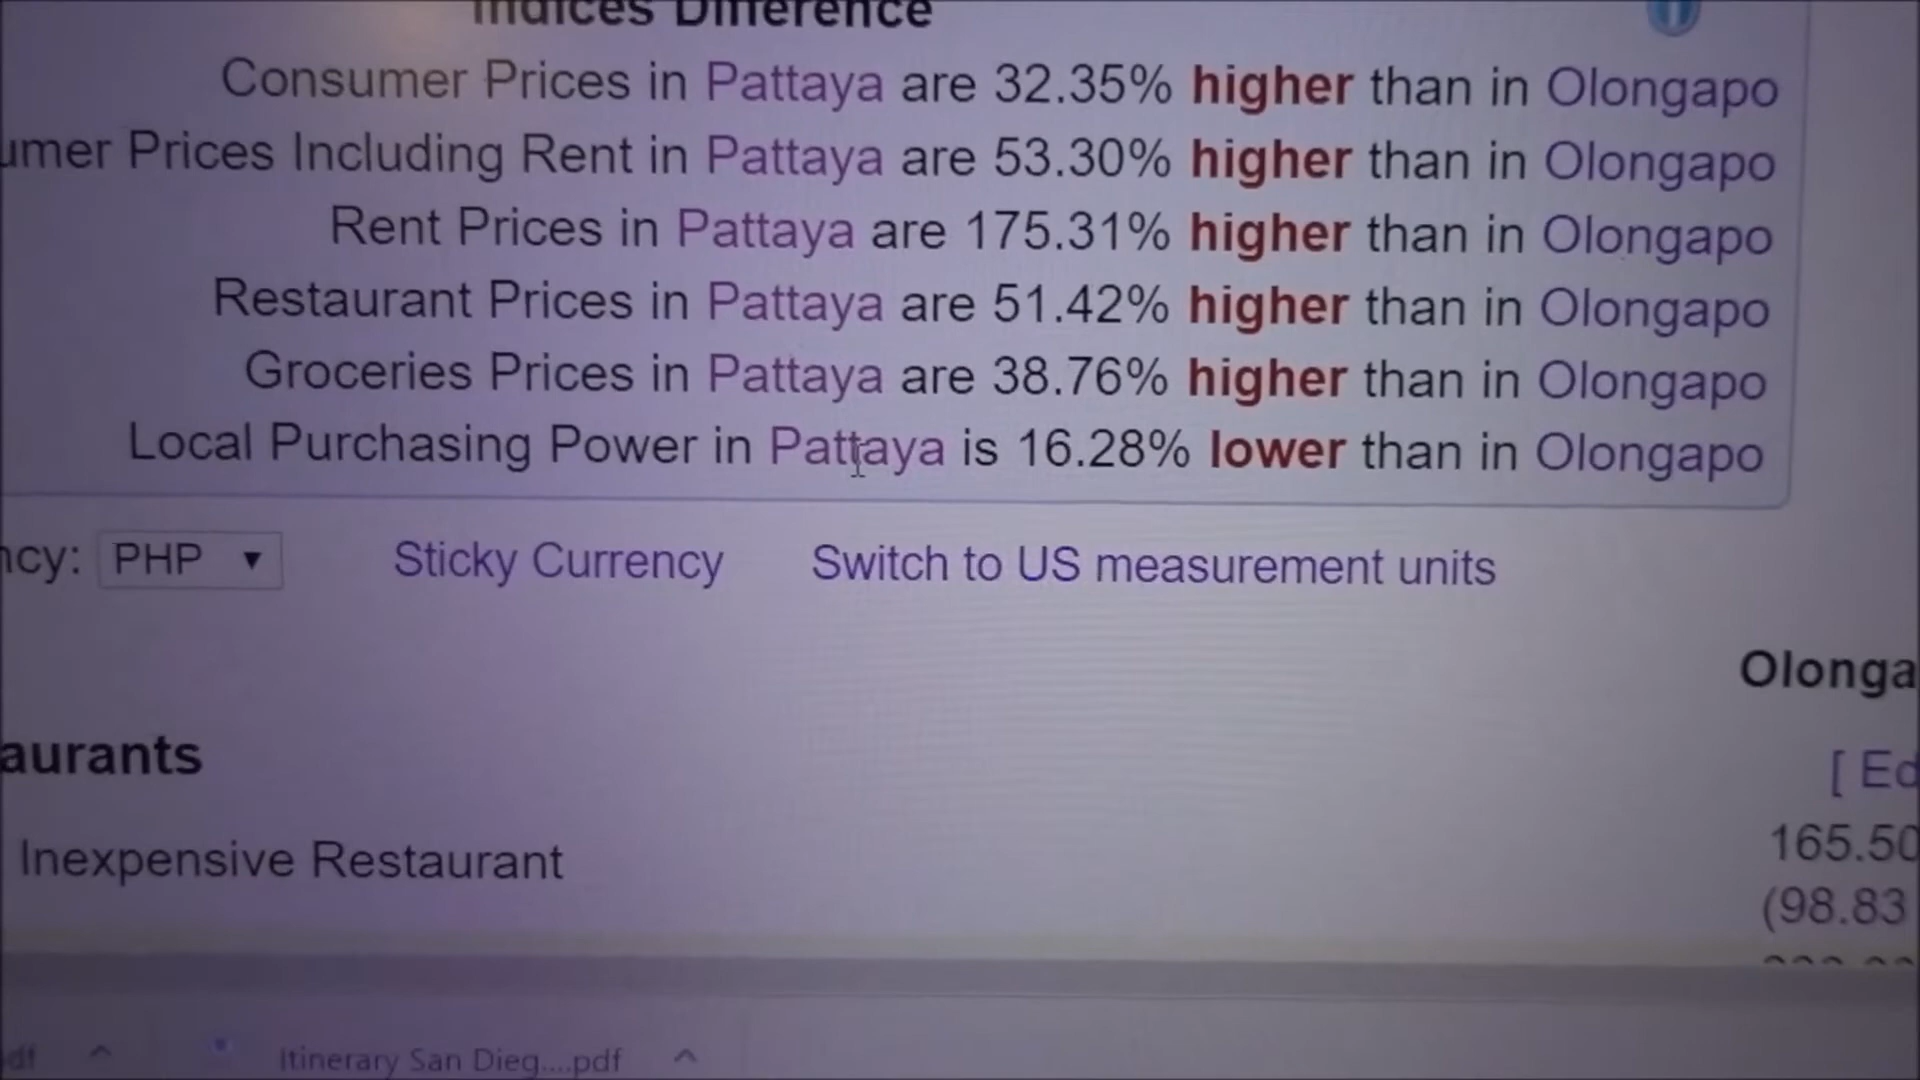 Indices Difference
Consumer Prices in Pattaya are 32.35% higher than in Olongapo
umer Prices Including Rent in Pattaya are 53.30% higher than in Olongapo
Rent Prices in Pattaya are 175.31% higher than in Olongapo
Restaurant Prices in Pattaya are 51.42% higher than in Olongapo
Groceries Prices in Pattaya are 38.76% higher than in Olongapo
Local Purchasing Power in Pattaya is 16.28% lower than in Olongapo
ncy: PHP ▼ Sticky Currency Switch to US measurement units
Olonga
aurants
[ Ed
Inexpensive Restaurant
165.50
(98.83
df Itinerary San Dieg....pdf